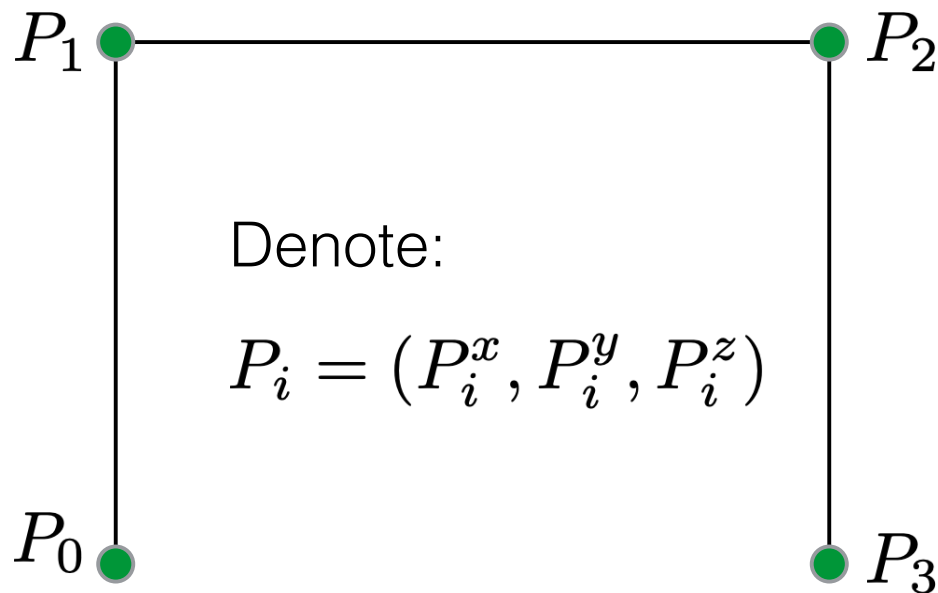 P₁ P₂
Denote:
Pᵢ = (Pᵢˣ, Pᵢʸ, Pᵢᶻ)
P₀ P₃